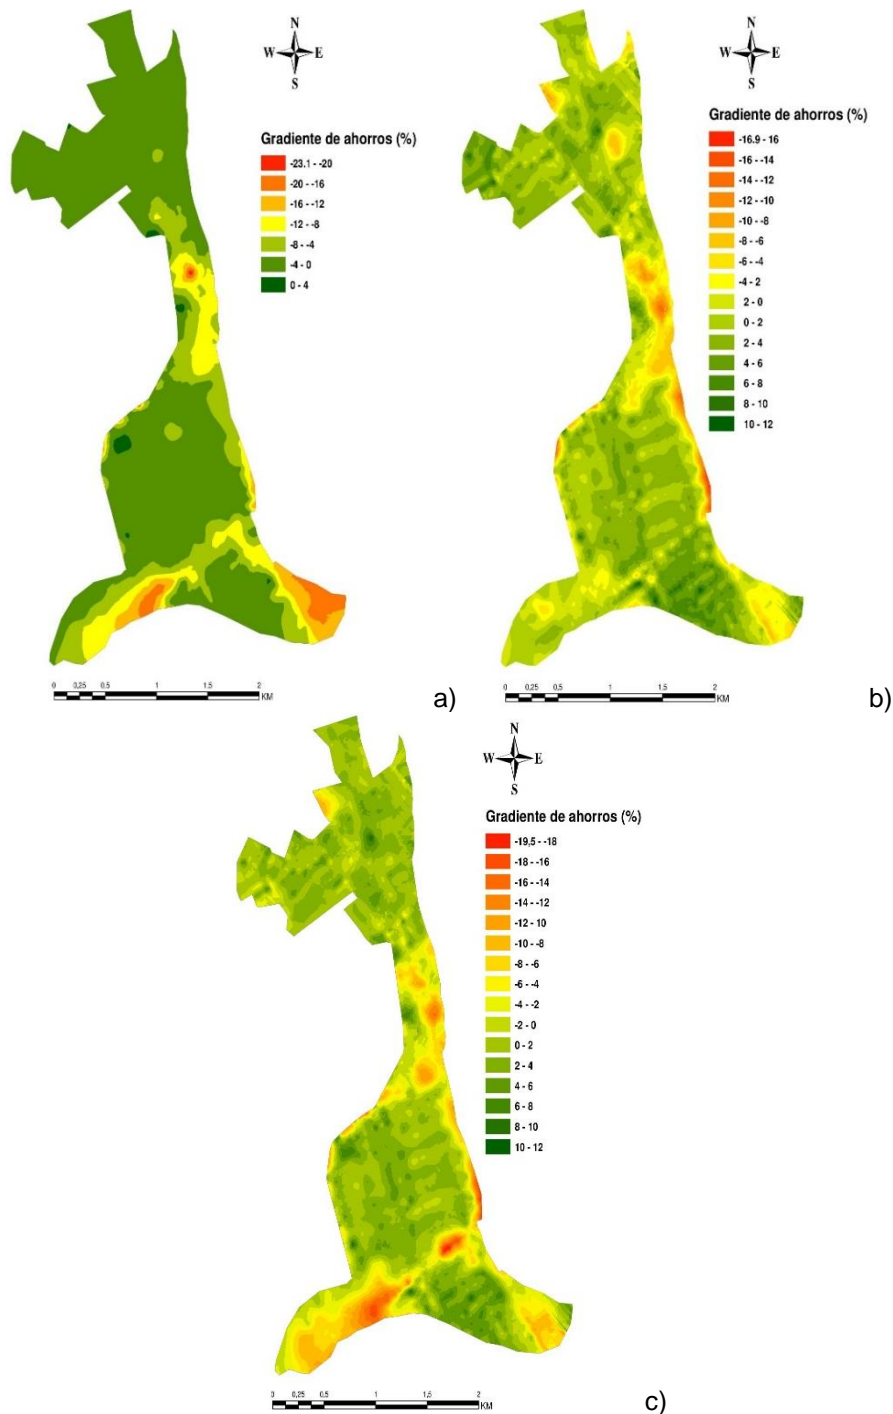 N
W E
S
Gradiente de ahorros (%)
-23.1 - -20
-20 - -16
-16 - -12
-12 - -8
-8 - -4
-4 - 0
0 - 4
0 0,25 0,5 1 1,5 2
KM
a)
N
W E
S
Gradiente de ahorros (%)
-16.9 - 16
-16 - -14
-14 - -12
-12 - -10
-10 - -8
-8 - -6
-6 - -4
-4 - 2
2 - 0
0 - 2
2 - 4
4 - 6
6 - 8
8 - 10
10 - 12
0 0,25 0,5 1 1,5 2
KM
b)
N
W E
S
Gradiente de ahorros (%)
-19,5 - -18
-18 - -16
-16 - -14
-14 - -12
-12 - 10
-10 - -8
-8 - -6
-6 - -4
-4 - -2
-2 - 0
0 - 2
2 - 4
4 - 6
6 - 8
8 - 10
10 - 12
0 0,25 0,5 1 1,5 2
KM
c)